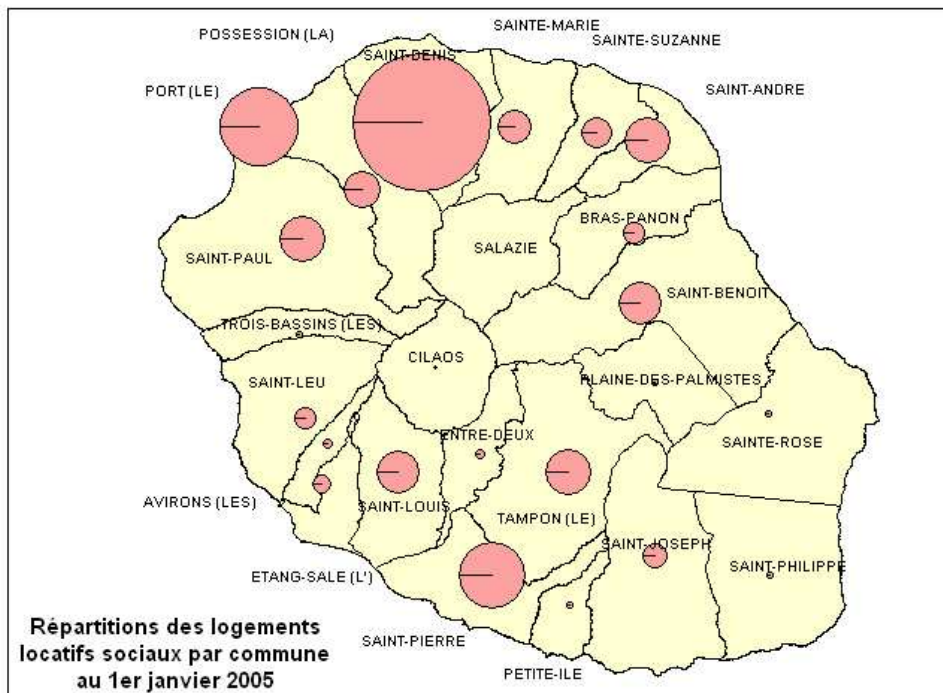 SAINTE-MARIE
POSSESSION (LA)
SAINTE-SUZANNE
SAINT-DENIS
PORT (LE)
SAINT-ANDRE
BRAS-PANON
SALAZIE
SAINT-PAUL
SAINT-BENOIT
TROIS-BASSINS (LES)
CILAOS
SAINT-LEU
PLAINE-DES-PALMISTES
ENTRE-DEUX
SAINTE-ROSE
AVIRONS (LES)
SAINT-LOUIS
TAMPON (LE)
SAINT-JOSEPH
SAINT-PHILIPPE
ETANG-SALE (L')
SAINT-PIERRE
PETITE-ILE
Répartitions des logements
locatifs sociaux par commune
au 1er janvier 2005